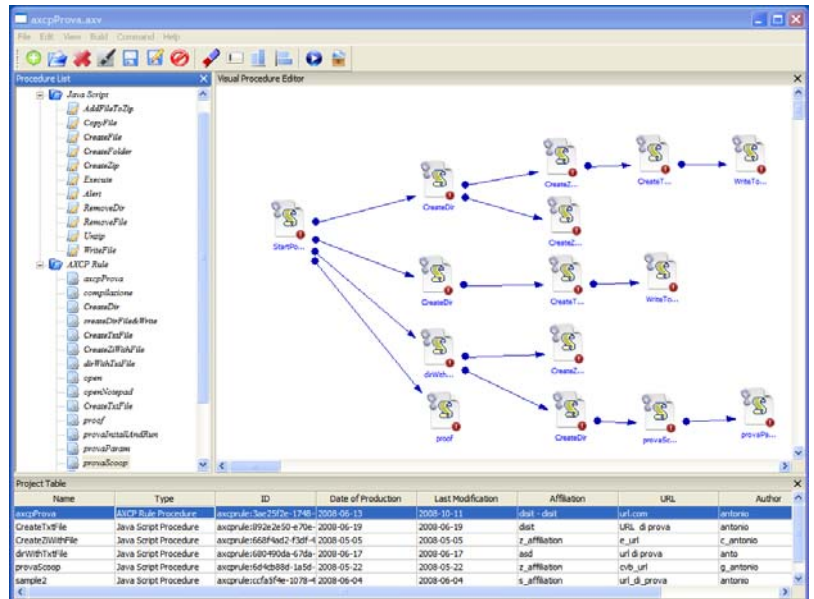 axcpProva.axv
File Edit View Build Command Help
Procedure List
Visual Procedure Editor
Java Script
AddFileToZip
CopyFile
CreateFile
CreateFolder
CreateZip
Execute
Alert
RemoveDir
RemoveFile
Unzip
WriteFile
AXCP Rule
axcpProva
compilazione
CreateDir
createDirFile&Write
CreateTxtFile
CreateZiWithFile
dirWithTxtFile
open
openNotepad
CreateTxtFile
proof
provaInstallAndRun
provaParam
provaScoop
StartPo...
CreateDir
CreateZ...
CreateT...
WriteTo...
CreateZ...
CreateDir
CreateT...
WriteTo...
dirWith...
CreateZ...
proof
CreateDir
provaSc...
provaPa...
Project Table
Name Type ID Date of Production Last Modification Affiliation URL Author
axcpProva AXCP Rule Procedure axcprule:3ae25f2e-1748- 2008-06-13 2008-10-11 disit - disit url.com antonio
CreateTxtFile Java Script Procedure axcprule:892e2e50-e70e- 2008-06-19 2008-06-19 disit URL di prova antonio
CreateZiWithFile Java Script Procedure axcprule:668f4ad2-f3df-4 2008-05-05 2008-05-05 z_affiliation e_url c_antonio
dirWithTxtFile Java Script Procedure axcprule:680490da-67da- 2008-06-17 2008-06-17 asd url di prova anto
provaScoop Java Script Procedure axcprule:6d4cb88d-1a5d- 2008-05-22 2008-05-22 z_affiliation cvb_url g_antonio
sample2 Java Script Procedure axcprule:ccfa5f4e-1078-4 2008-06-04 2008-06-04 s_affiliation url_di_prova antonio